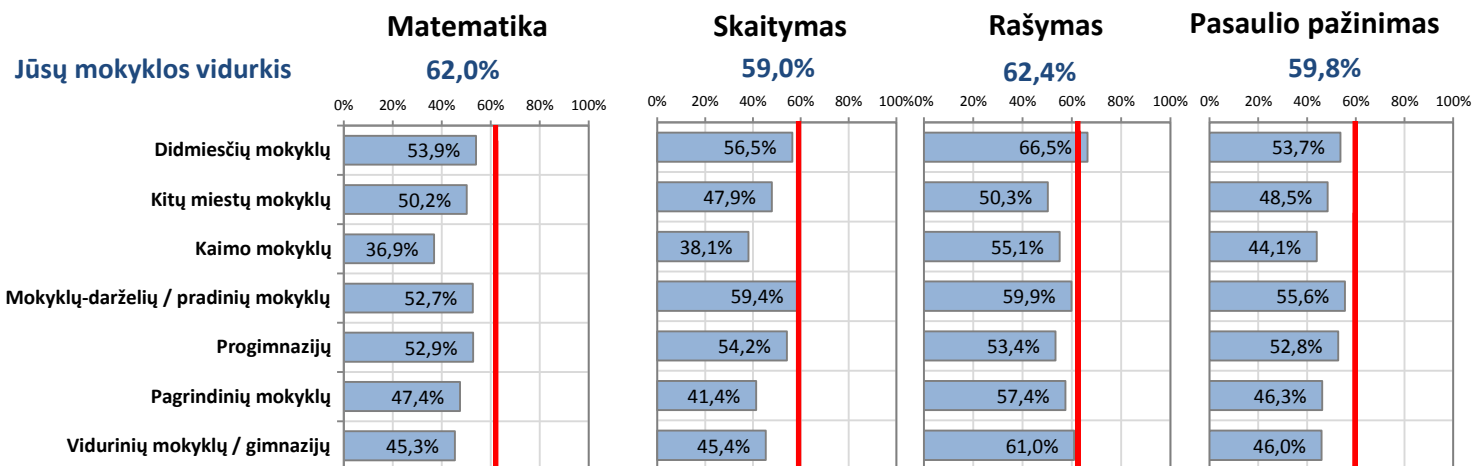 Matematika Skaitymas Rašymas Pasaulio pažinimas
Jūsų mokyklos vidurkis 62,0% 59,0% 62,4% 59,8%
0% 20% 40% 60% 80% 100% 0% 20% 40% 60% 80% 100% 0% 20% 40% 60% 80% 100% 0% 20% 40% 60% 80% 100%
Didmiesčių mokyklų 53,9% 56,5% 66,5% 53,7%
Kitų miestų mokyklų 50,2% 47,9% 50,3% 48,5%
Kaimo mokyklų 36,9% 38,1% 55,1% 44,1%
Mokyklų-darželių / pradinių mokyklų 52,7% 59,4% 59,9% 55,6%
Progimnazijų 52,9% 54,2% 53,4% 52,8%
Pagrindinių mokyklų 47,4% 41,4% 57,4% 46,3%
Vidurinių mokyklų / gimnazijų 45,3% 45,4% 61,0% 46,0%